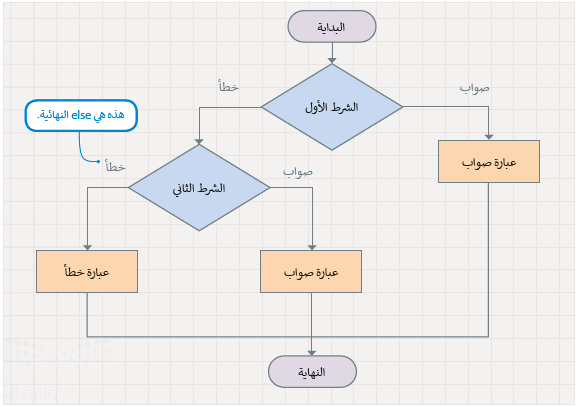 البداية
الشرط الأول
صواب
خطأ
هذه هي else النهائية.
عبارة صواب
الشرط الثاني
صواب
خطأ
عبارة صواب
عبارة خطأ
النهاية